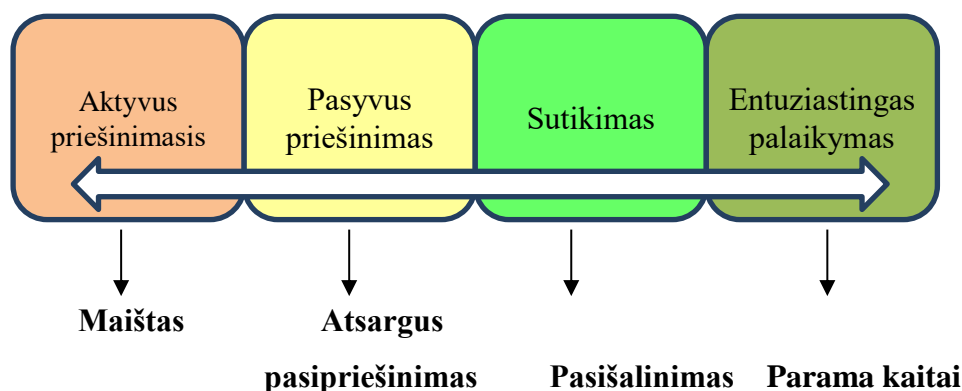 Aktyvus
priešinimasis
Pasyvus
priešinimas
Sutikimas
Entuziastingas
palaikymas
Maištas
Atsargus
pasipriešinimas
Pasišalinimas
Parama kaitai